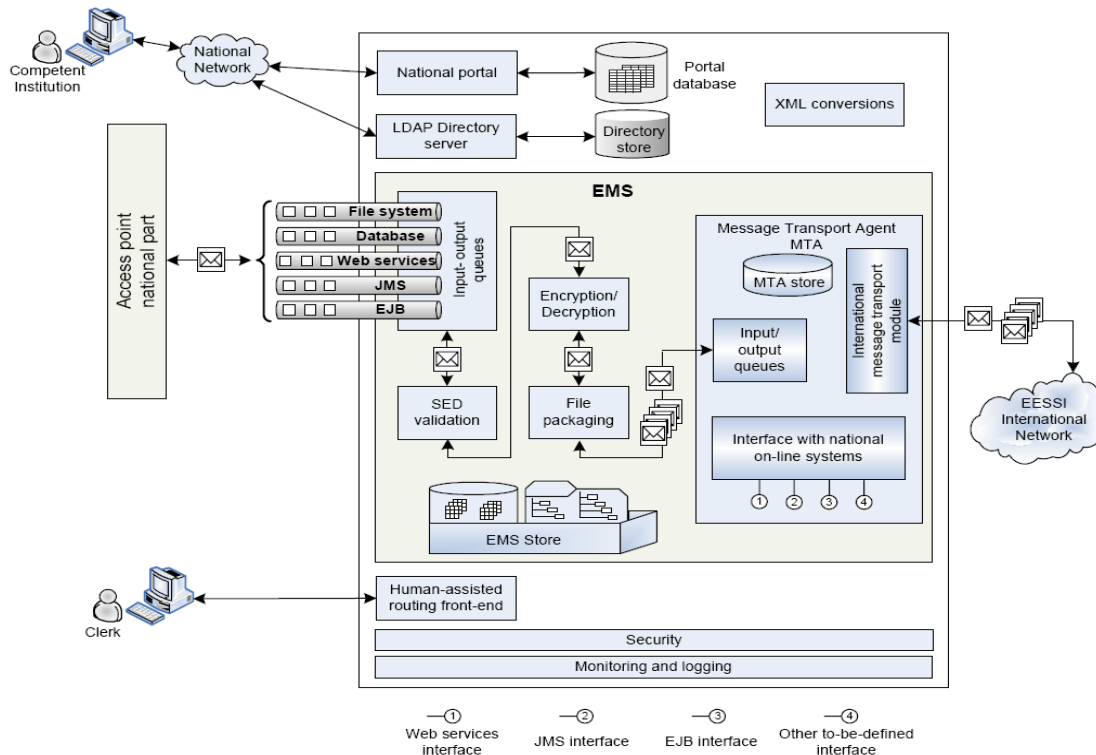 Competent
Institution
National
Network
National portal
Portal
database
XML conversions
LDAP Directory
server
Directory
store
Access point
national part
EMS
File system
Database
Web services
JMS
EJB
Input- output
queues
SED
validation
Encryption/
Decryption
File
packaging
Message Transport Agent
MTA
MTA store
Input/
output
queues
International
message transport
module
Interface with national
on-line systems
1
2
3
4
EMS Store
EESSI
International
Network
Clerk
Human-assisted
routing front-end
Security
Monitoring and logging
1
Web services
interface
2
JMS interface
3
EJB interface
4
Other to-be-defined
interface